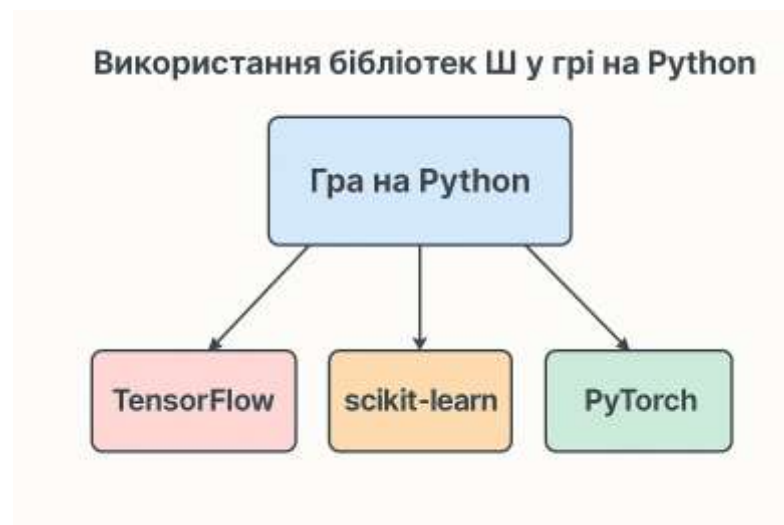 Використання бібліотек Ш у грі на Python
Гра на Python
TensorFlow
scikit-learn
PyTorch